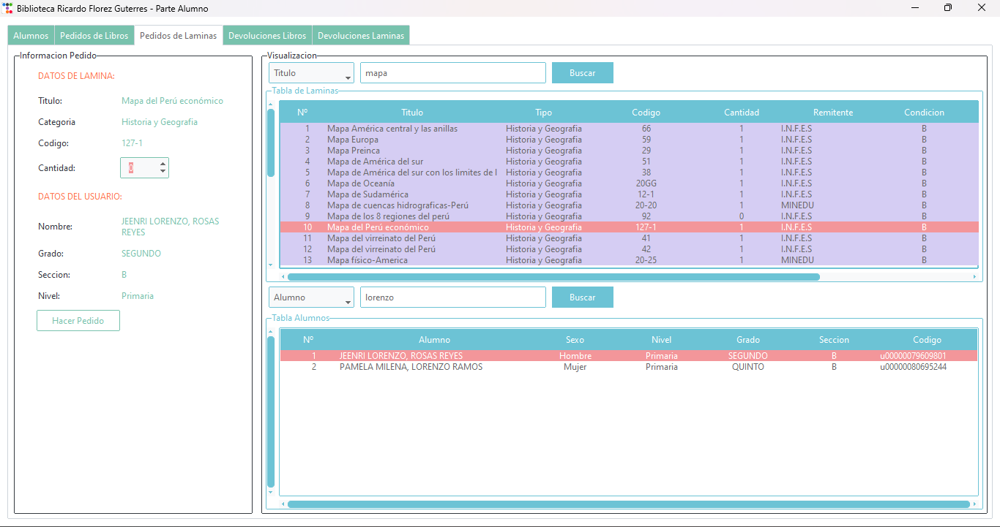 Biblioteca Ricardo Florez Guterres - Parte Alumno
Alumnos Pedidos de Libros Pedidos de Laminas Devoluciones Libros Devoluciones Laminas
Informacion Pedido
DATOS DE LAMINA:
Titulo: Mapa del Perú económico
Categoria Historia y Geografia
Codigo: 127-1
Cantidad: 0
DATOS DEL USUARIO:
Nombre: JEENRI LORENZO, ROSAS REYES
Grado: SEGUNDO
Seccion: B
Nivel: Primaria
Hacer Pedido
Visualizacion
Titulo mapa Buscar
Tabla de Laminas
Nº Titulo Tipo Codigo Cantidad Remitente Condicion
1 Mapa América central y las anillas Historia y Geografia 66 1 I.N.F.E.S B
2 Mapa Europa Historia y Geografia 59 1 I.N.F.E.S B
3 Mapa Preinca Historia y Geografia 29 1 I.N.F.E.S B
4 Mapa de América del sur Historia y Geografia 51 1 I.N.F.E.S B
5 Mapa de América del sur con los limites de l Historia y Geografia 38 1 I.N.F.E.S B
6 Mapa de Oceanía Historia y Geografia 20GG 1 I.N.F.E.S B
7 Mapa de Sudamérica Historia y Geografia 12-1 1 I.N.F.E.S B
8 Mapa de cuencas hidrograficas-Perú Historia y Geografia 20-20 1 MINEDU B
9 Mapa de los 8 regiones del perú Historia y Geografia 92 0 I.N.F.E.S B
10 Mapa del Perú económico Historia y Geografia 127-1 1 I.N.F.E.S B
11 Mapa del virreinato del Perú Historia y Geografia 41 1 I.N.F.E.S B
12 Mapa del virreinato del Perú Historia y Geografia 42 1 I.N.F.E.S B
13 Mapa físico-America Historia y Geografia 20-25 1 MINEDU B
Alumno lorenzo Buscar
Tabla Alumnos
Nº Alumno Sexo Nivel Grado Seccion Codigo
1 JEENRI LORENZO, ROSAS REYES Hombre Primaria SEGUNDO B u00000079609801
2 PAMELA MILENA, LORENZO RAMOS Mujer Primaria QUINTO B u00000080695244